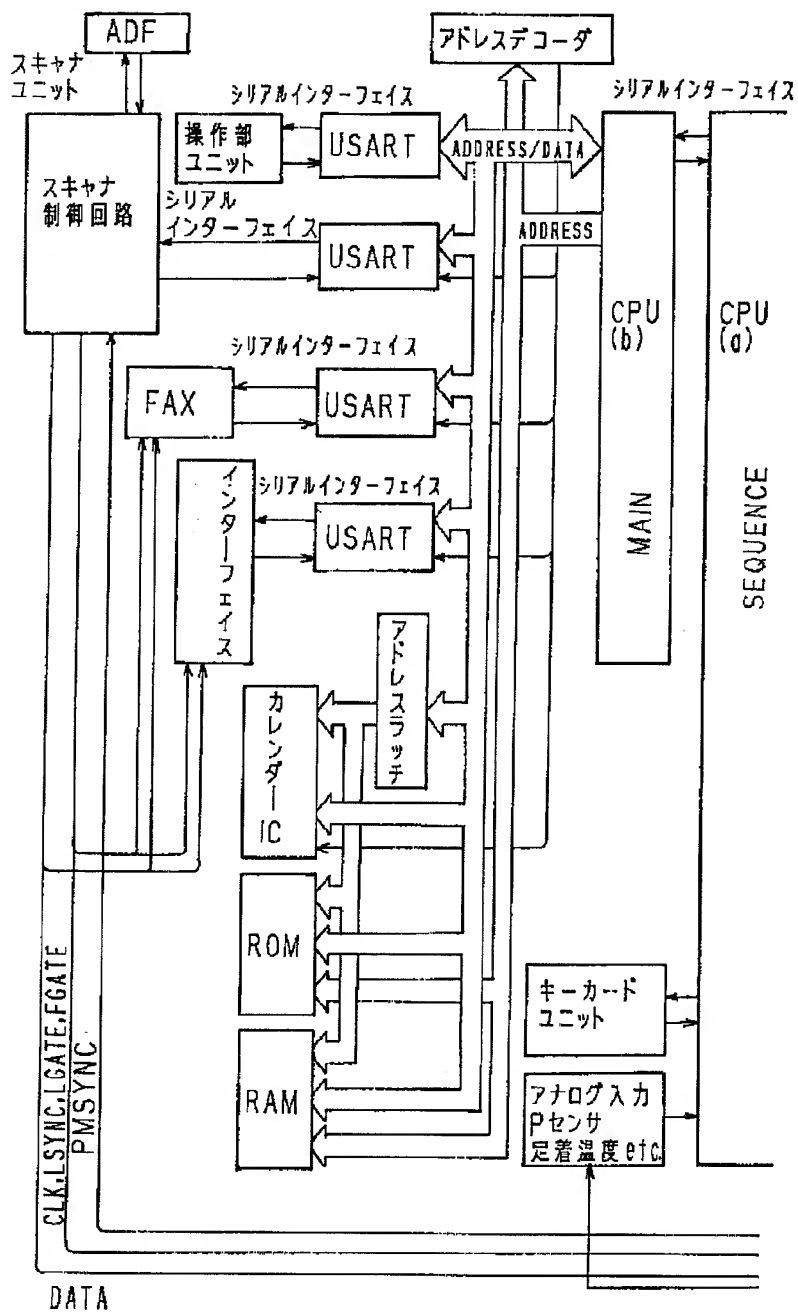 ADF
アドレスデコーダ
スキャナ
ユニット
シリアルインターフェイス
シリアルインターフェイス
操作部
ユニット
USART
ADDRESS/DATA
スキャナ
制御回路
シリアル
インターフェイス
USART
ADDRESS
CPU
(b)
CPU
(a)
シリアルインターフェイス
FAX
USART
シリアルインターフェイス
インターフェイス
USART
MAIN
SEQUENCE
アドレスラッチ
カレンダー
IC
ROM
キーカード
ユニット
RAM
アナログ入力
Pセンサ
定着温度etc.
CLK,LSYNC,LGATE,FGATE
PMSYNC
DATA